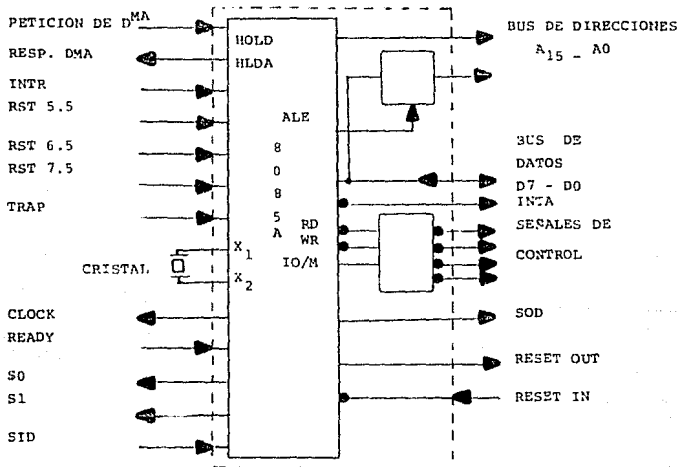 PETICION DE DMA
RESP. DMA
INTR
RST 5.5
RST 6.5
RST 7.5
TRAP
CRISTAL
CLOCK
READY
S0
S1
SID
HOLD
HLDA
ALE
8
0
8
5
A
RD
WR
IO/M
X1
X2
BUS DE DIRECCIONES
A15 - A0
BUS DE
DATOS
D7 - D0
INTA
SEÑALES DE
CONTROL
SOD
RESET OUT
RESET IN